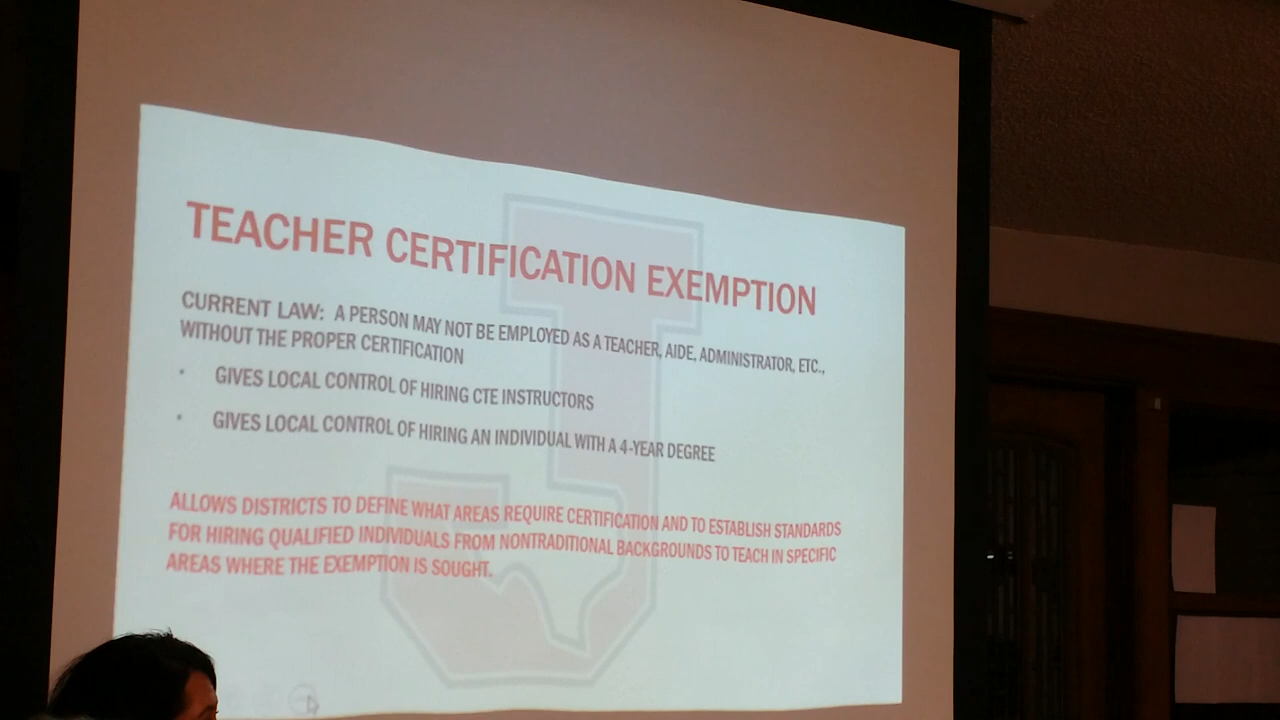 TEACHER CERTIFICATION EXEMPTION
CURRENT LAW: A PERSON MAY NOT BE EMPLOYED AS A TEACHER, AIDE, ADMINISTRATOR, ETC.,
WITHOUT THE PROPER CERTIFICATION
• GIVES LOCAL CONTROL OF HIRING CTE INSTRUCTORS
• GIVES LOCAL CONTROL OF HIRING AN INDIVIDUAL WITH A 4-YEAR DEGREE
ALLOWS DISTRICTS TO DEFINE WHAT AREAS REQUIRE CERTIFICATION AND TO ESTABLISH STANDARDS
FOR HIRING QUALIFIED INDIVIDUALS FROM NONTRADITIONAL BACKGROUNDS TO TEACH IN SPECIFIC
AREAS WHERE THE EXEMPTION IS SOUGHT.